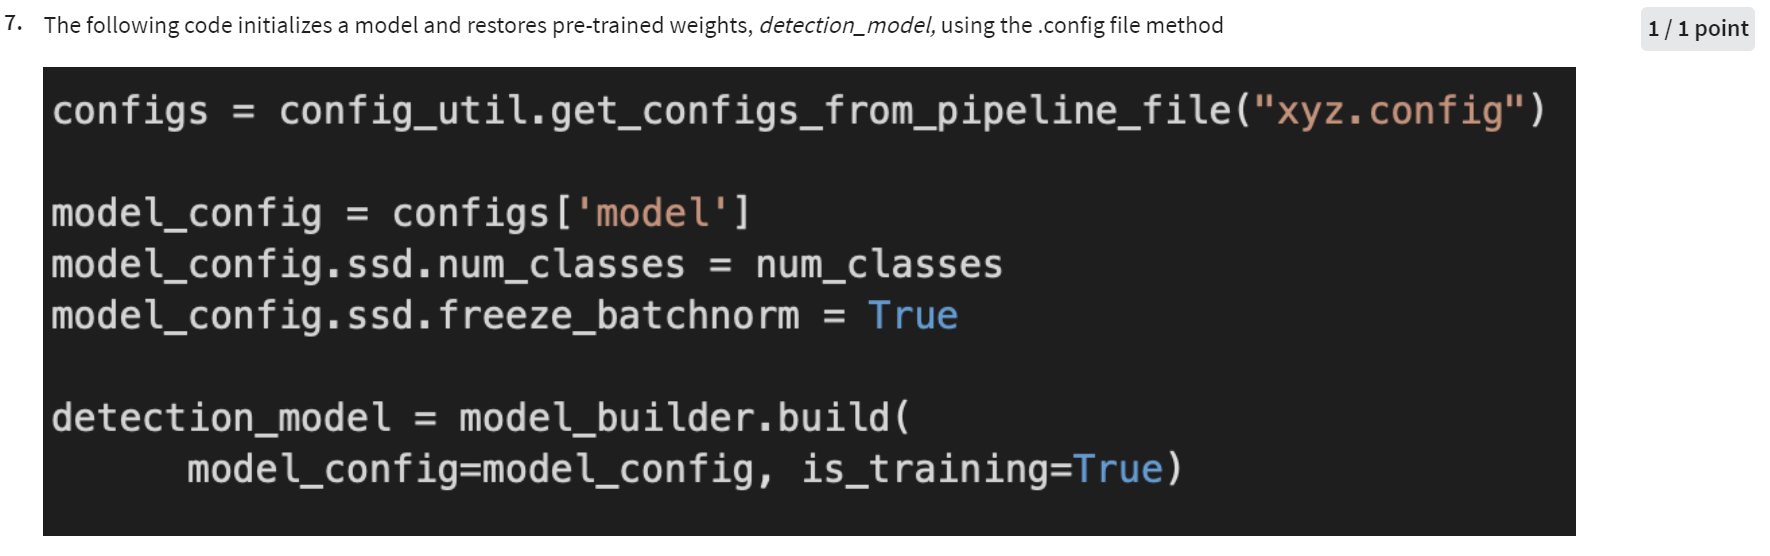 7. The following code initializes a model and restores pre-trained weights, detection_model, using the .config file method
1 / 1 point
configs = config_util.get_configs_from_pipeline_file("xyz.config")
model_config = configs['model']
model_config.ssd.num_classes = num_classes
model_config.ssd.freeze_batchnorm = True
detection_model = model_builder.build(
model_config=model_config, is_training=True)